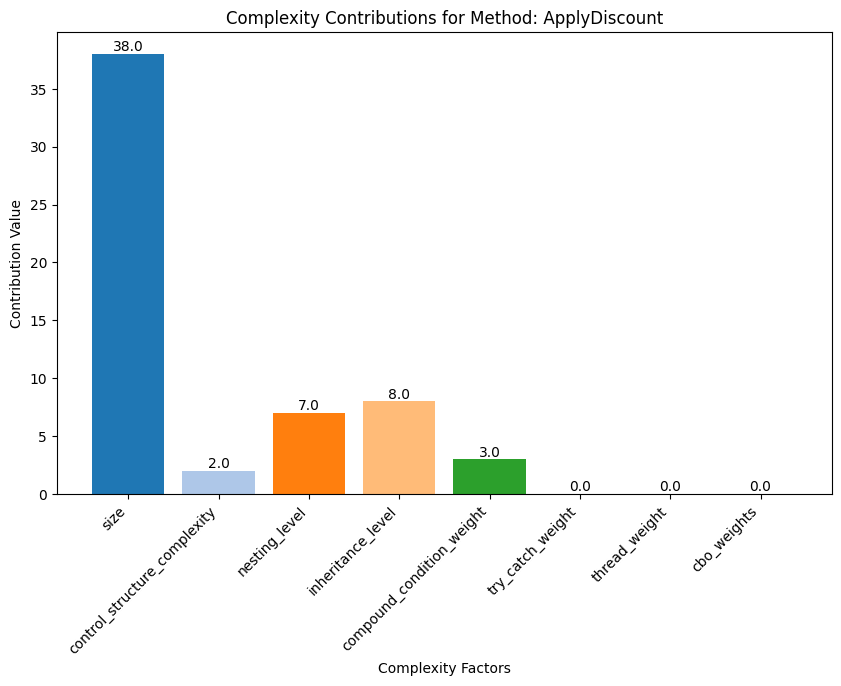 Complexity Contributions for Method: ApplyDiscount
Contribution Value
35
30
25
20
15
10
5
0
38.0
2.0
7.0
8.0
3.0
0.0
0.0
0.0
size
control_structure_complexity
nesting_level
inheritance_level
compound_condition_weight
try_catch_weight
thread_weight
cbo_weights
Complexity Factors